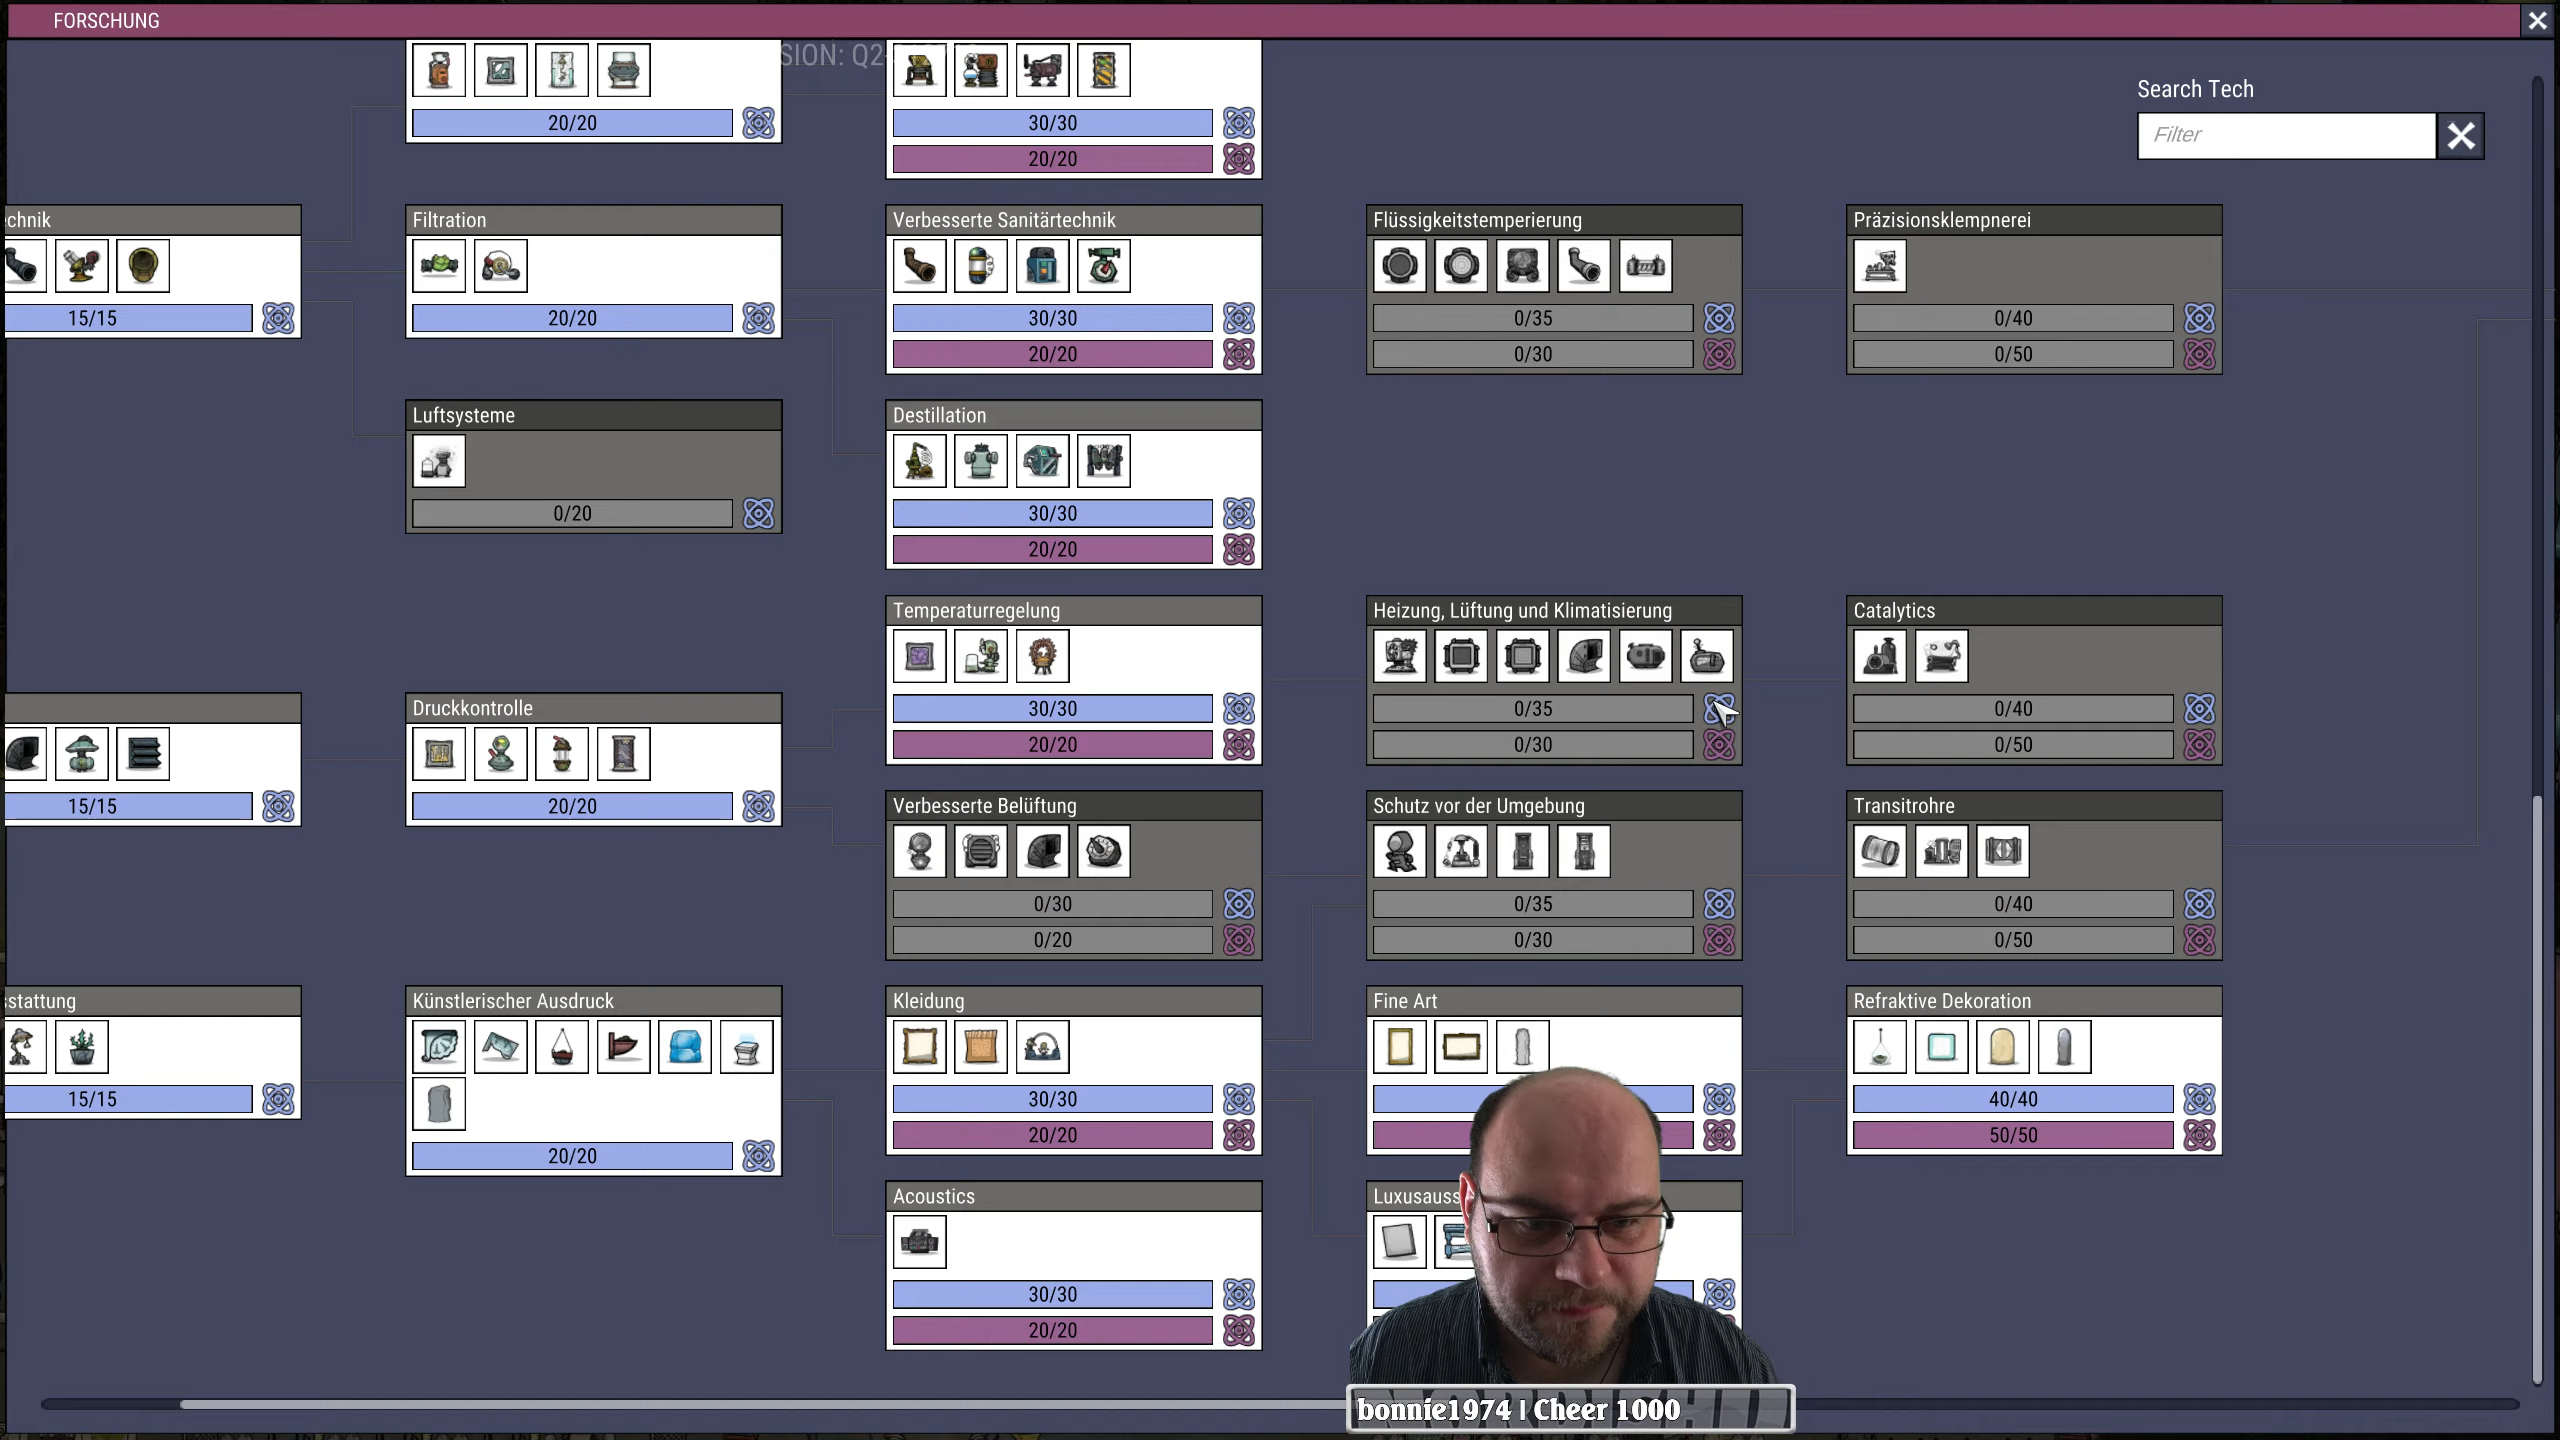 FORSCHUNG
SION: Q2-
Search Tech
Filter
20/20
30/30
20/20
echnik
15/15
Filtration
20/20
Verbesserte Sanitärtechnik
30/30
20/20
Flüssigkeitstemperierung
0/35
0/30
Präzisionsklempnerei
0/40
0/50
Luftsysteme
0/20
Destillation
30/30
20/20
Temperaturregelung
30/30
20/20
Heizung, Lüftung und Klimatisierung
0/35
0/30
Catalytics
0/40
0/50
15/15
Druckkontrolle
20/20
Verbesserte Belüftung
0/30
0/20
Schutz vor der Umgebung
0/35
0/30
Transitrohre
0/40
0/50
sstattung
15/15
Künstlerischer Ausdruck
20/20
Kleidung
30/30
20/20
Fine Art
Refraktive Dekoration
40/40
50/50
Acoustics
30/30
20/20
Luxusauss
bonnie1974 | Cheer 1000